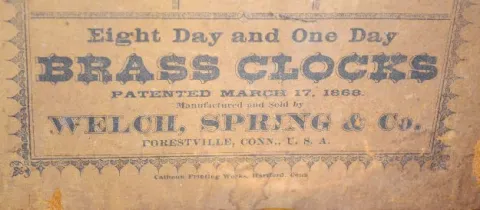 Eight Day and One Day
BRASS CLOCKS
PATENTED MARCH 17, 1868.
Manufactured and Sold by
WELCH, SPRING & Co.
FORESTVILLE, CONN., U. S. A.
Calhoun Printing Works, Hartford, Conn